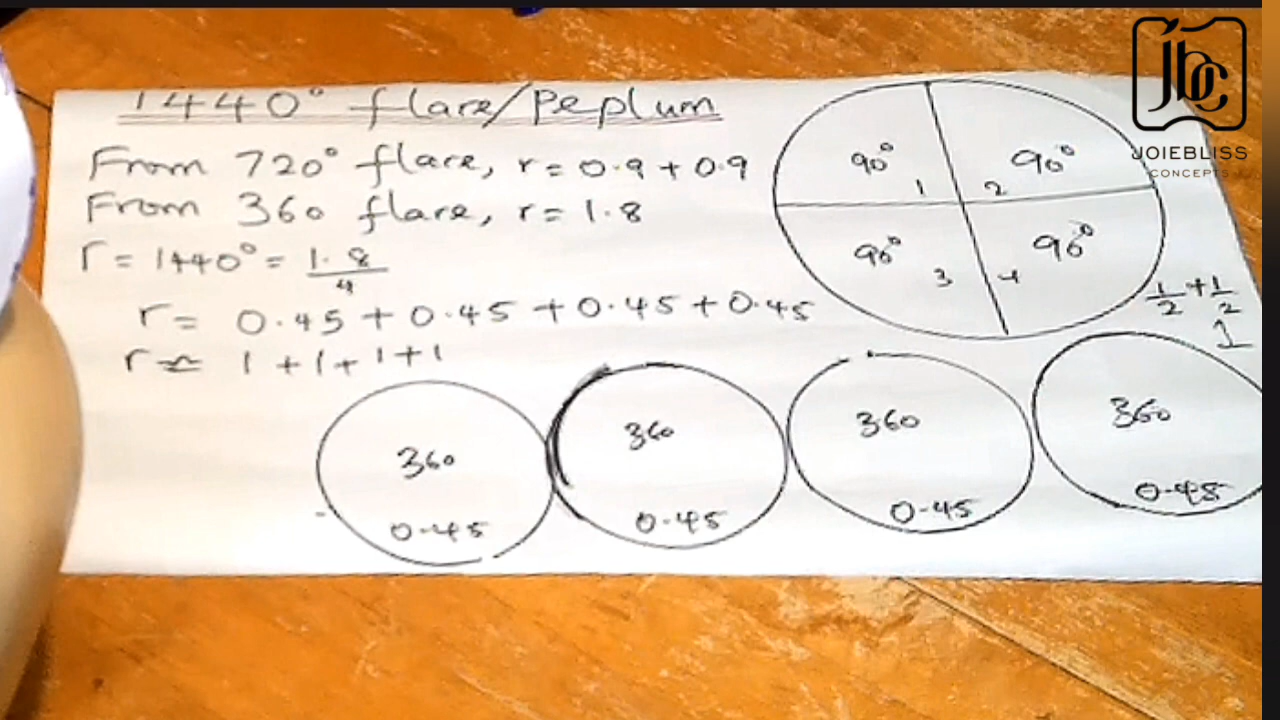 1440° flare/Peplum
From 720° flare, r = 0.9 + 0.9
From 360 flare, r = 1.8
r = 1440° = 1.8
4
r = 0.45 + 0.45 + 0.45 + 0.45
r ≃ 1 + 1 + 1 + 1
90° 90°
1 2
90° 90°
3 4
1/2 + 1/2
1
360 360 360 360
0.45 0.45 0.45 0.45
jbc
JOIEBLISS
CONCEPTS